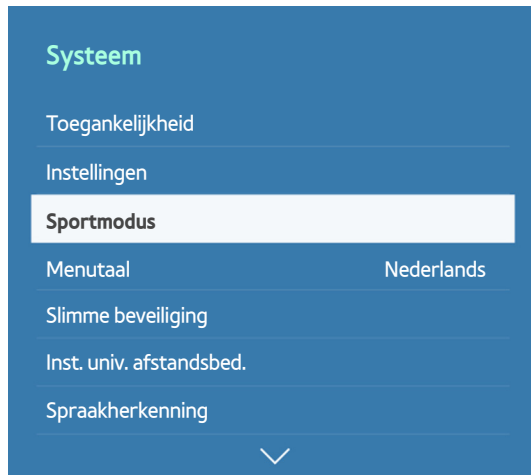 Systeem
Toegankelijkheid
Instellingen
Sportmodus
Menutaal Nederlands
Slimme beveiliging
Inst. univ. afstandsbed.
Spraakherkenning